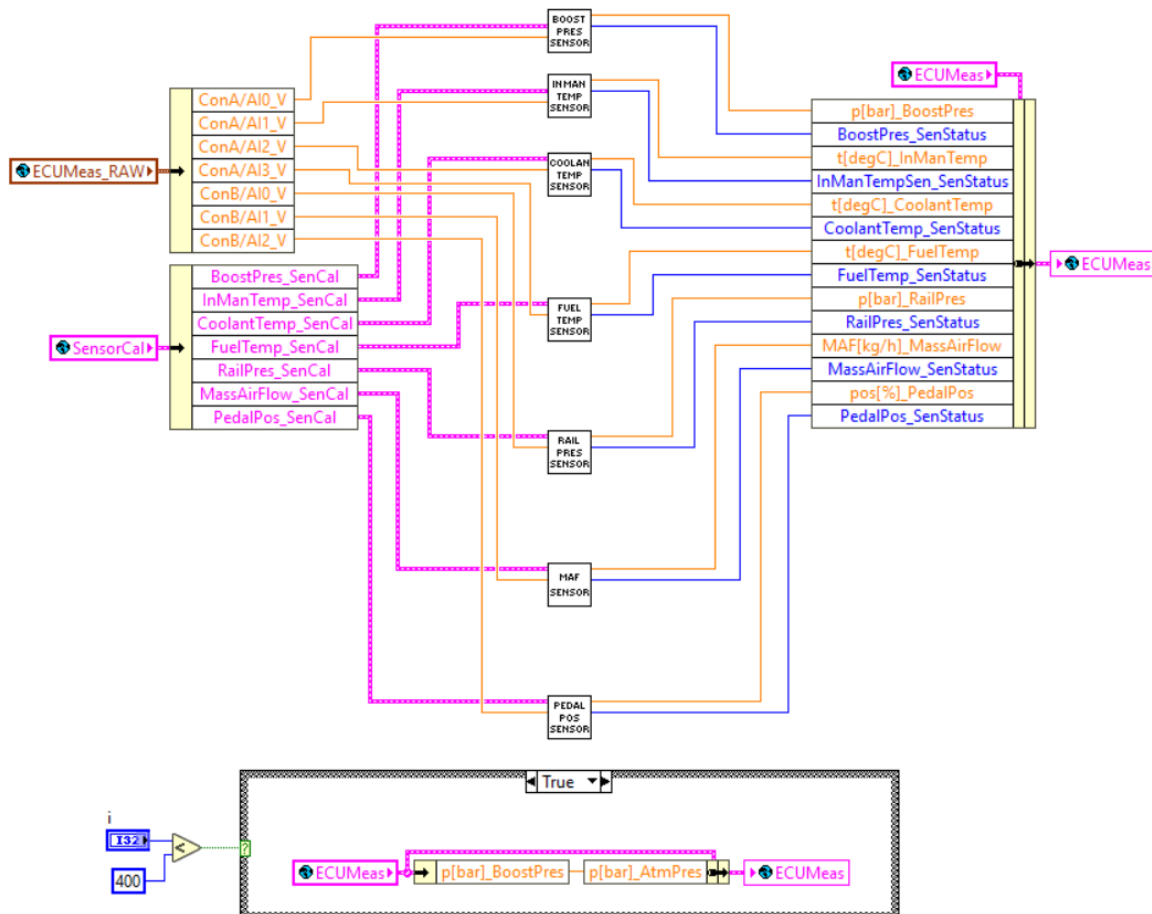 BOOST
PRES
SENSOR
ECUMeas
INMAN
TEMP
SENSOR
ConA/AI0_V
ConA/AI1_V
ConA/AI2_V
ConA/AI3_V
ConB/AI0_V
ConB/AI1_V
ConB/AI2_V
ECUMeas_RAW
p[bar]_BoostPres
BoostPres_SenStatus
t[degC]_InManTemp
InManTempSen_SenStatus
t[degC]_CoolantTemp
CoolantTemp_SenStatus
t[degC]_FuelTemp
FuelTemp_SenStatus
p[bar]_RailPres
RailPres_SenStatus
MAF[kg/h]_MassAirFlow
MassAirFlow_SenStatus
pos[%]_PedalPos
PedalPos_SenStatus
COOLAN
TEMP
SENSOR
ECUMeas
BoostPres_SenCal
InManTemp_SenCal
CoolantTemp_SenCal
FuelTemp_SenCal
RailPres_SenCal
MassAirFlow_SenCal
PedalPos_SenCal
SensorCal
FUEL
TEMP
SENSOR
RAIL
PRES
SENSOR
MAF
SENSOR
PEDAL
POS
SENSOR
True
i
I32
<
?
400
ECUMeas
p[bar]_BoostPres
p[bar]_AtmPres
ECUMeas